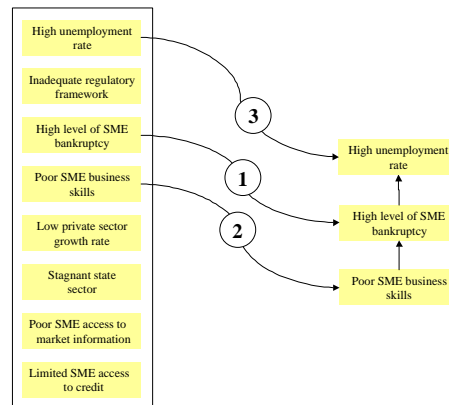 High unemployment
rate
Inadequate regulatory
framework
High level of SME
bankruptcy
Poor SME business
skills
Low private sector
growth rate
Stagnant state
sector
Poor SME access to
market information
Limited SME access
to credit
3
1
2
High unemployment
rate
High level of SME
bankruptcy
Poor SME business
skills